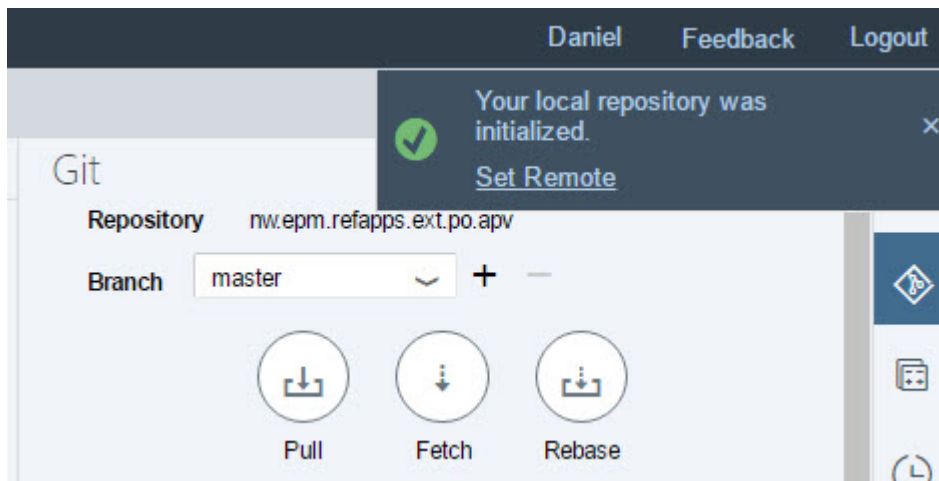 Daniel Feedback Logout
Your local repository was
initialized.
Set Remote
Git
Repository nw.epm.refapps.ext.po.apv
Branch master
Pull Fetch Rebase